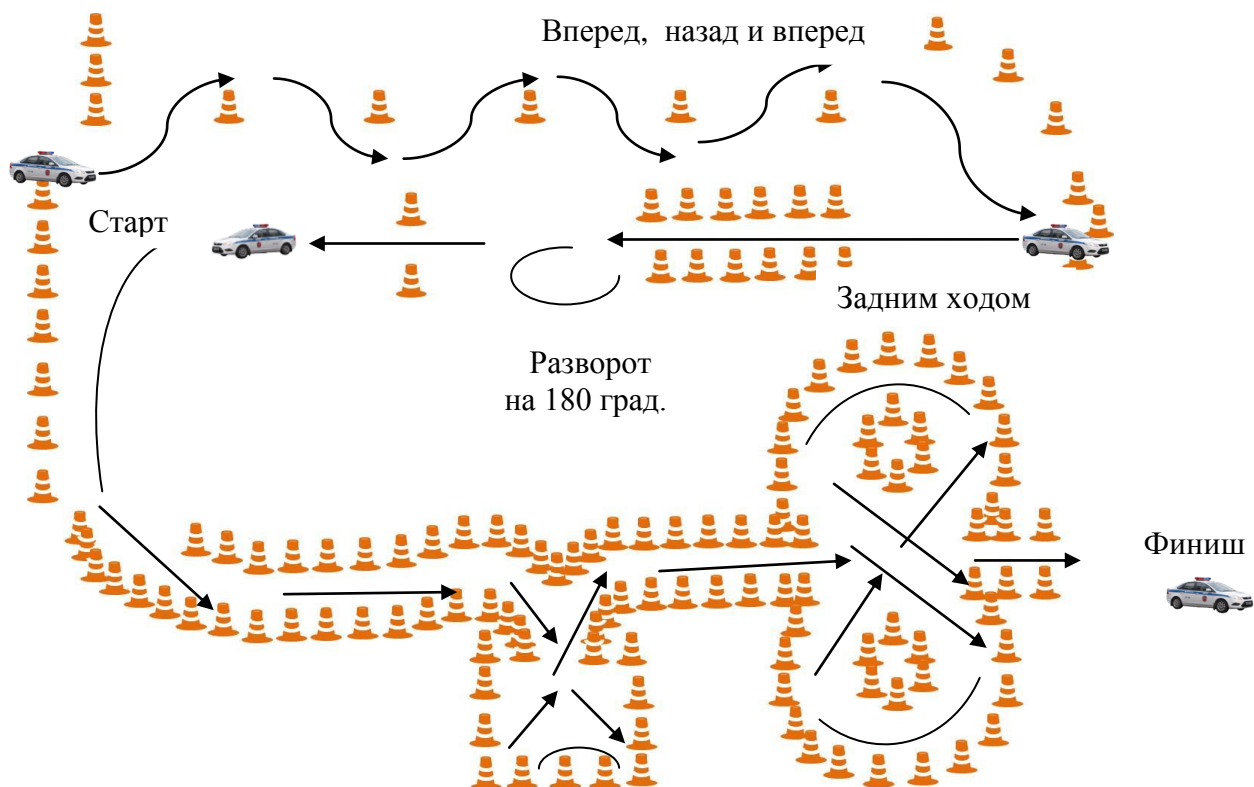 Вперед, назад и вперед
Старт
Задним ходом
Разворот
на 180 град.
Финиш